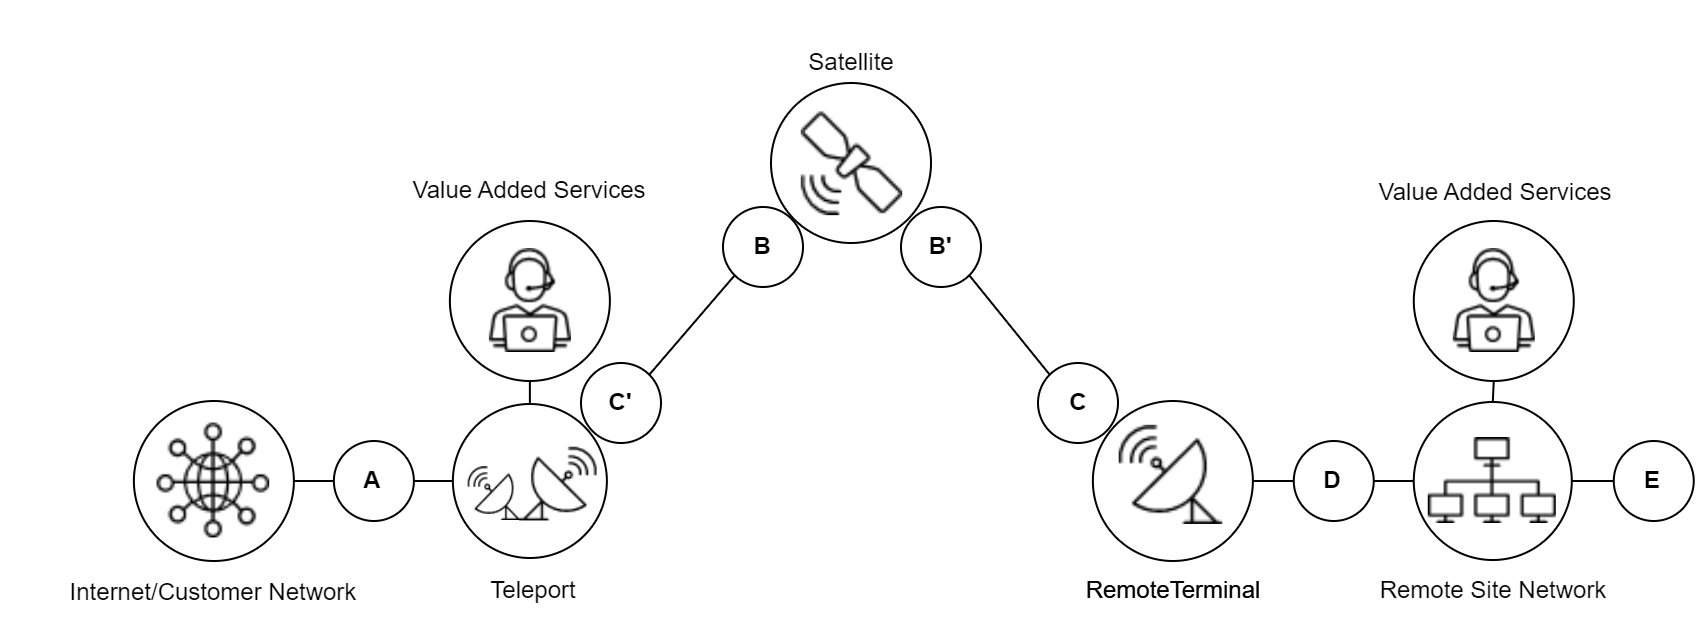 Satellite
Value Added Services
Value Added Services
B
B'
C'
C
A
D
E
Internet/Customer Network
Teleport
RemoteTerminal
Remote Site Network